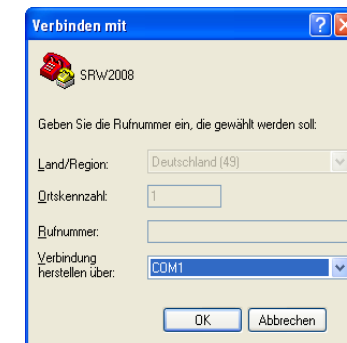 Verbinden mit
SRW2008
Geben Sie die Rufnummer ein, die gewählt werden soll:
Land/Region: Deutschland (49)
Ortskennzahl: 1
Rufnummer:
Verbindung
herstellen über: COM1
OK Abbrechen